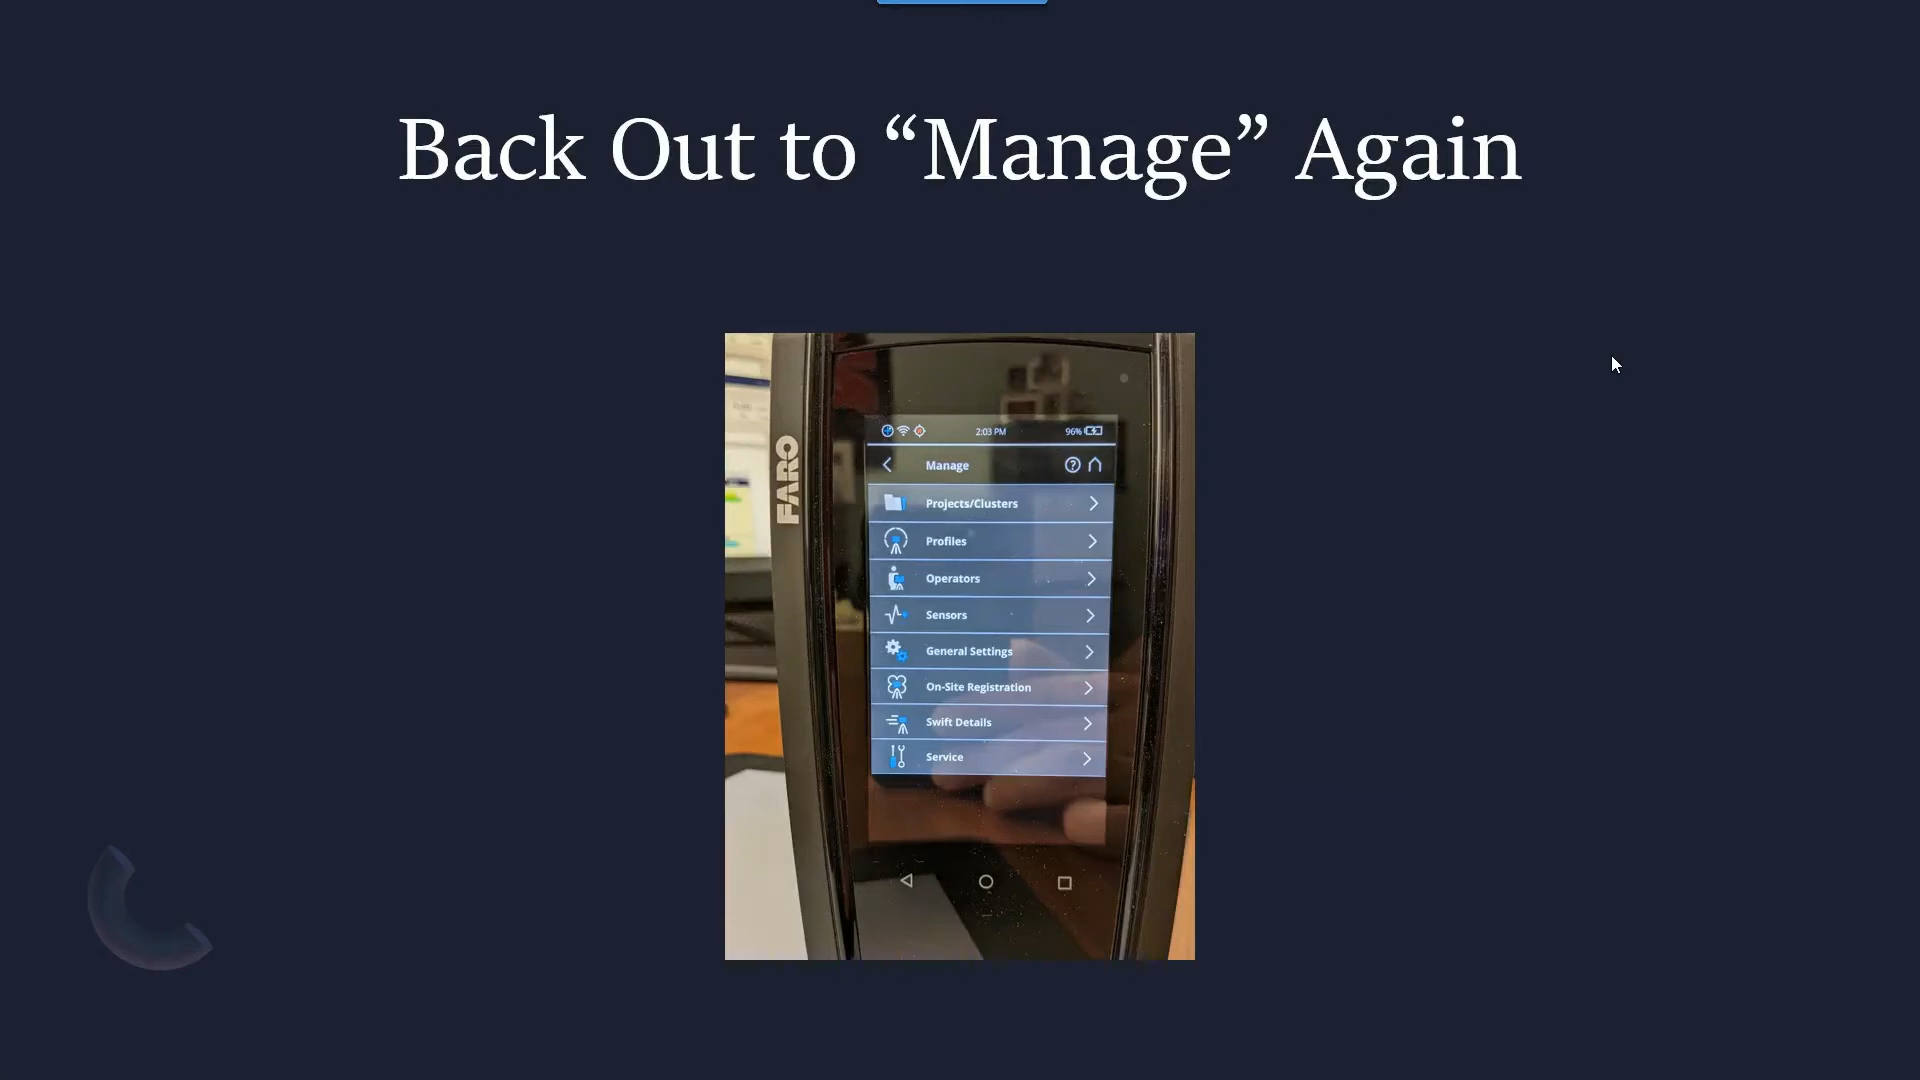 Back Out to “Manage” Again
FARO
2:03 PM
96%
Manage
Projects/Clusters
Profiles
Operators
Sensors
General Settings
On-Site Registration
Swift Details
Service